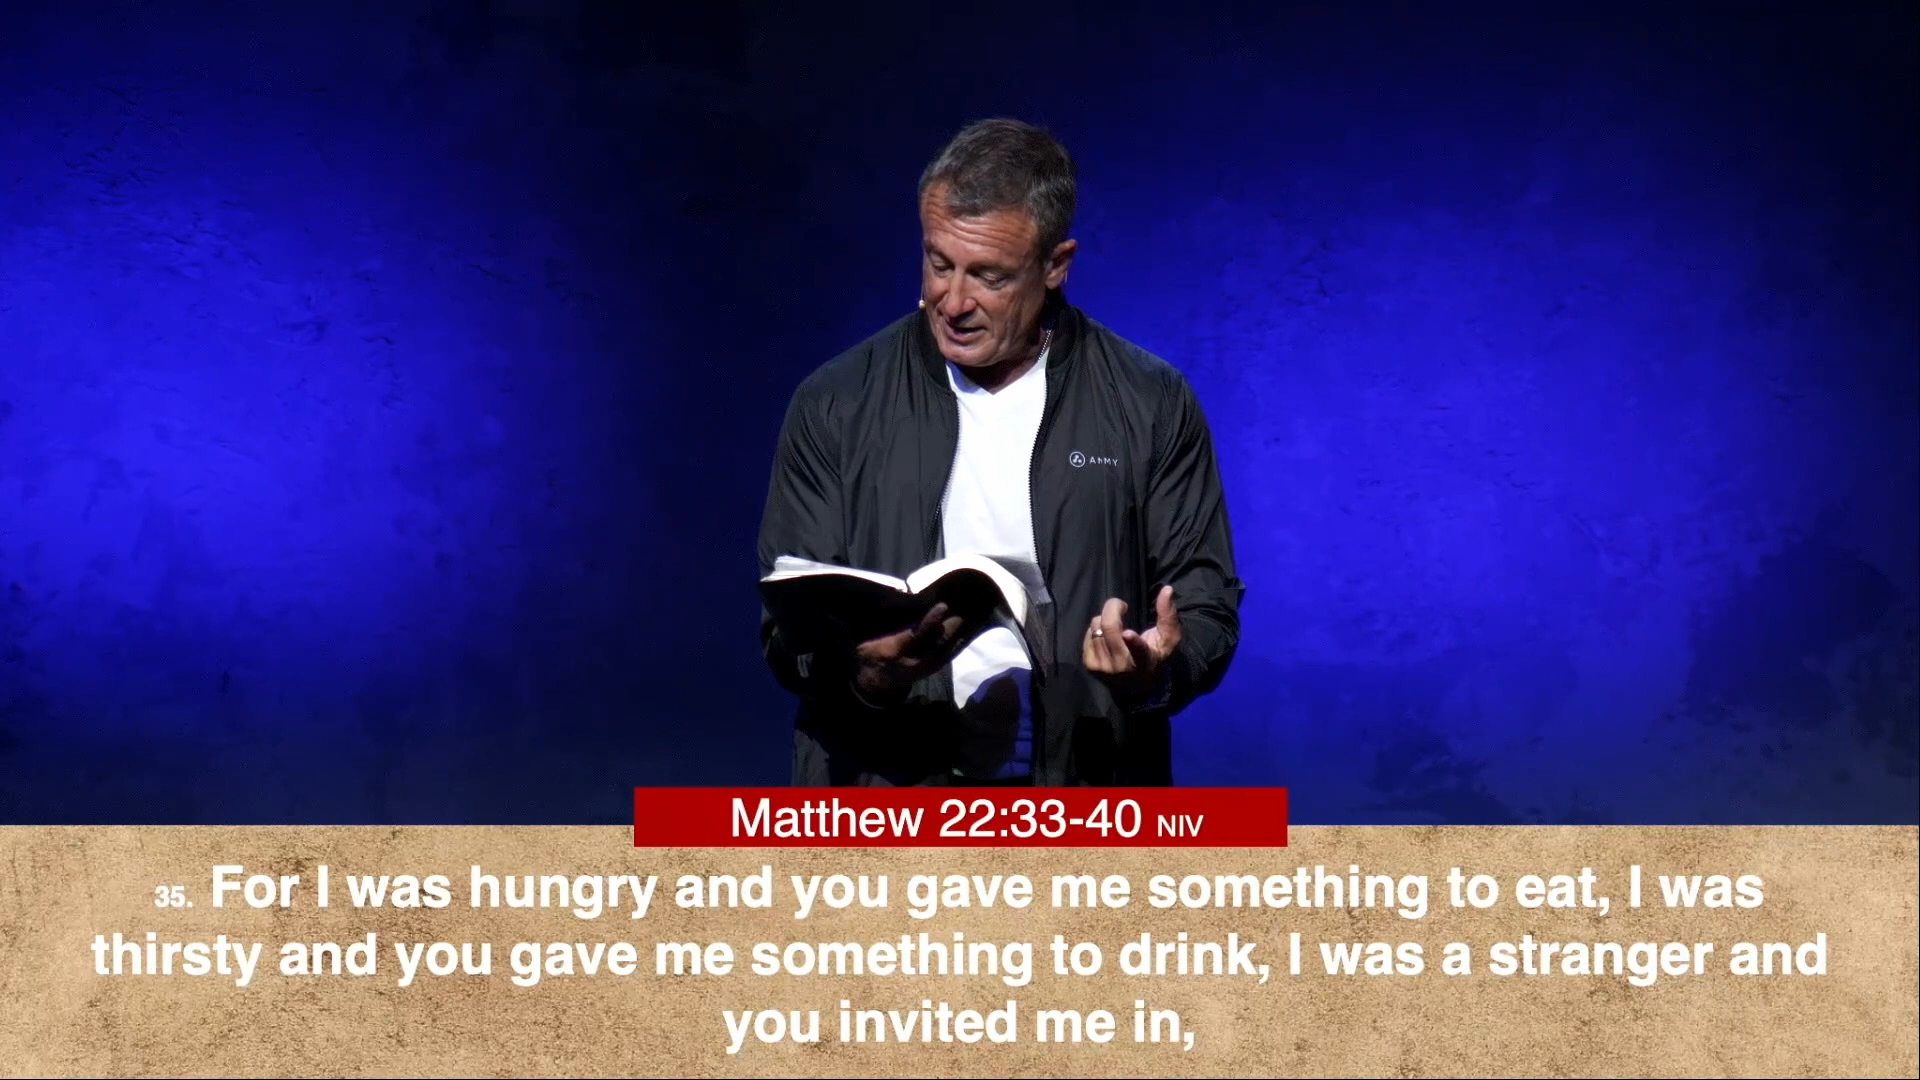 ARMY
Matthew 22:33-40 NIV
35. For I was hungry and you gave me something to eat, I was
thirsty and you gave me something to drink, I was a stranger and
you invited me in,